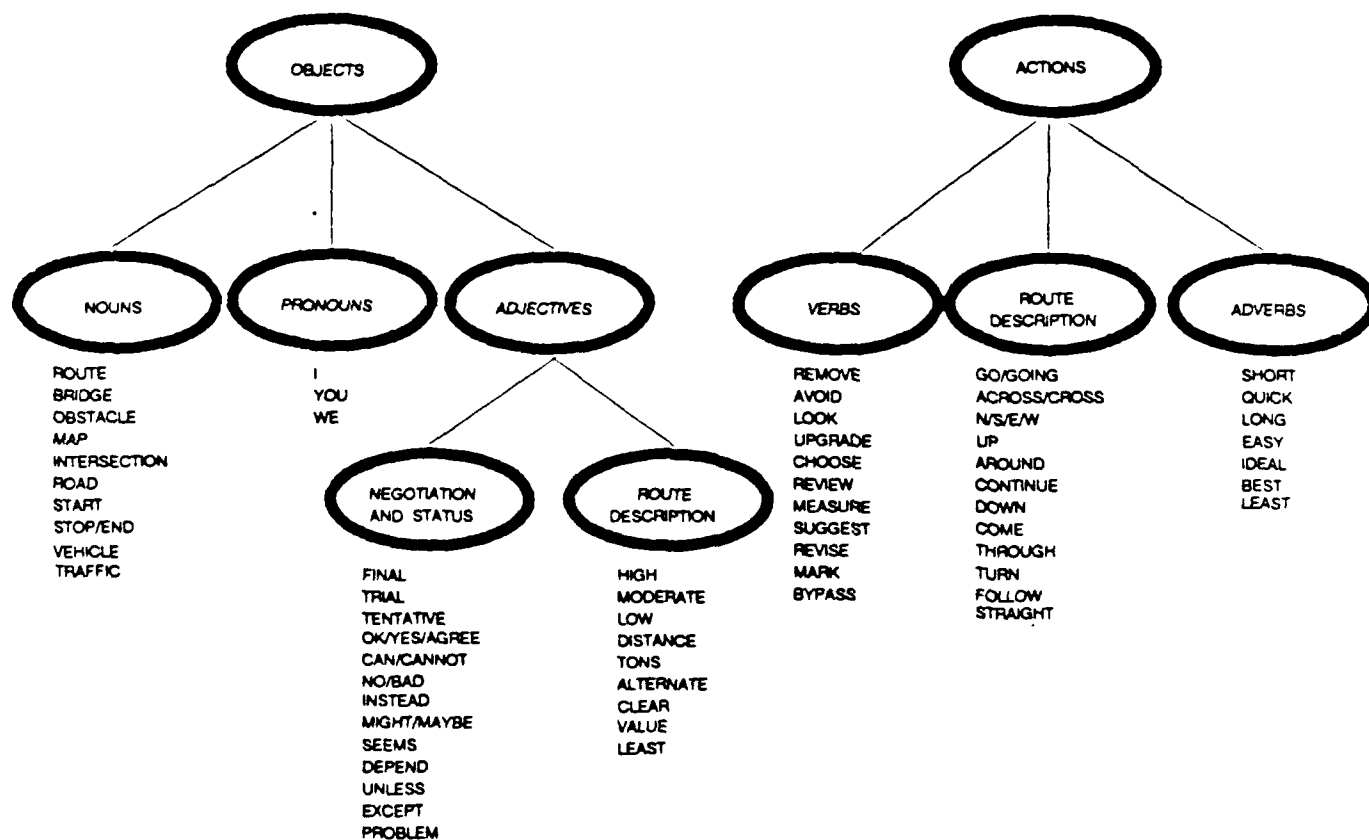 OBJECTS
ACTIONS
NOUNS
PRONOUNS
ADJECTIVES
VERBS
ROUTE
DESCRIPTION
ADVERBS
ROUTE
BRIDGE
OBSTACLE
MAP
INTERSECTION
ROAD
START
STOP/END
VEHICLE
TRAFFIC
I
YOU
WE
NEGOTIATION
AND STATUS
FINAL
TRIAL
TENTATIVE
OK/YES/AGREE
CAN/CANNOT
NO/BAD
INSTEAD
MIGHT/MAYBE
SEEMS
DEPEND
UNLESS
EXCEPT
PROBLEM
ROUTE
DESCRIPTION
HIGH
MODERATE
LOW
DISTANCE
TONS
ALTERNATE
CLEAR
VALUE
LEAST
REMOVE
AVOID
LOOK
UPGRADE
CHOOSE
REVIEW
MEASURE
SUGGEST
REVISE
MARK
BYPASS
GO/GOING
ACROSS/CROSS
N/S/E/W
UP
AROUND
CONTINUE
DOWN
COME
THROUGH
TURN
FOLLOW
STRAIGHT
SHORT
QUICK
LONG
EASY
IDEAL
BEST
LEAST